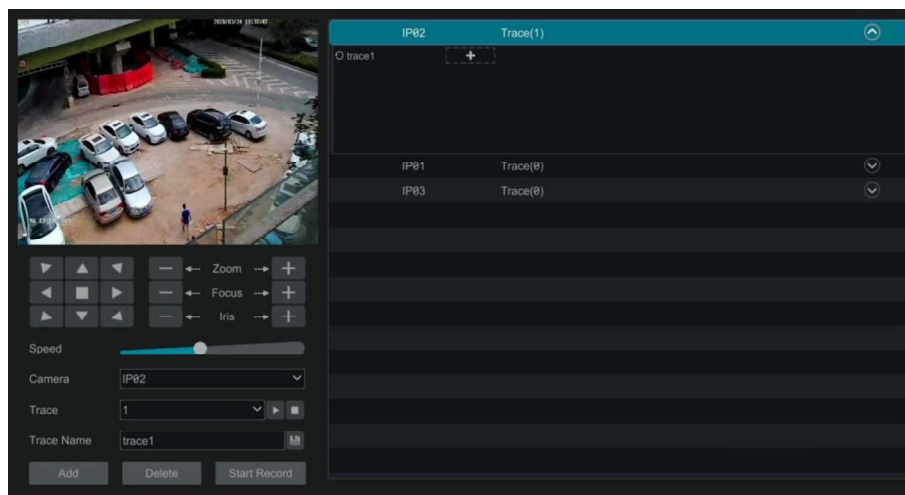 IP02 Trace(1)
trace1
IP01 Trace(0)
IP03 Trace(0)
Zoom
Focus
Iris
Speed
Camera IP02
Trace 1
Trace Name trace1
Add Delete Start Record